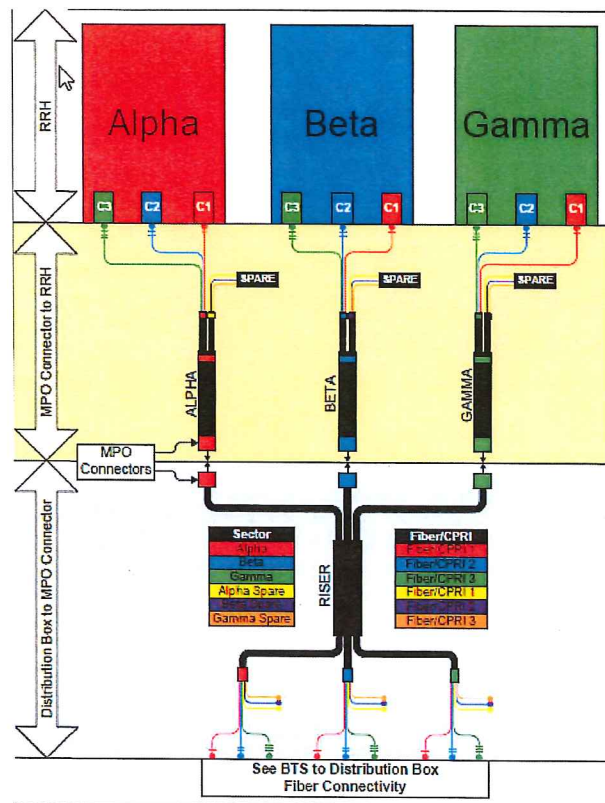 RRH
Alpha
Beta
Gamma
C3
C2
C1
C3
C2
C1
C3
C2
C1
MPO Connector to RRH
SPARE
SPARE
SPARE
ALPHA
BETA
GAMMA
MPO
Connectors
Distribution Box to MPO Connector
Sector
Alpha
Beta
Gamma
Alpha Spare
Beta Spare
Gamma Spare
RISER
Fiber/CPRI
Fiber/CPRI 1
Fiber/CPRI 2
Fiber/CPRI 3
Fiber/CPRI 1
Fiber/CPRI 2
Fiber/CPRI 3
See BTS to Distribution Box
Fiber Connectivity